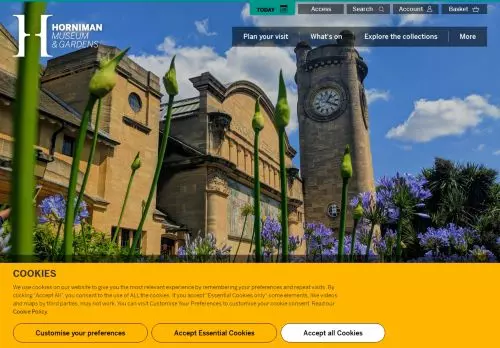 HORNIMAN
MUSEUM
& GARDENS
TODAY
Access
Search
Account
Basket
Plan your visit
What's on
Explore the collections
More
COOKIES
We use cookies on our website to give you the most relevant experience by remembering your preferences and repeat visits. By
clicking "Accept All" you consent to the use of ALL the cookies. If you accept "Essential Cookies only" some elements, like videos
and maps by third parties, may not work. You can visit Customise Your Preferences to customise your cookie consent. Read our
Cookie Policy.
Customise your preferences
Accept Essential Cookies
Accept all Cookies